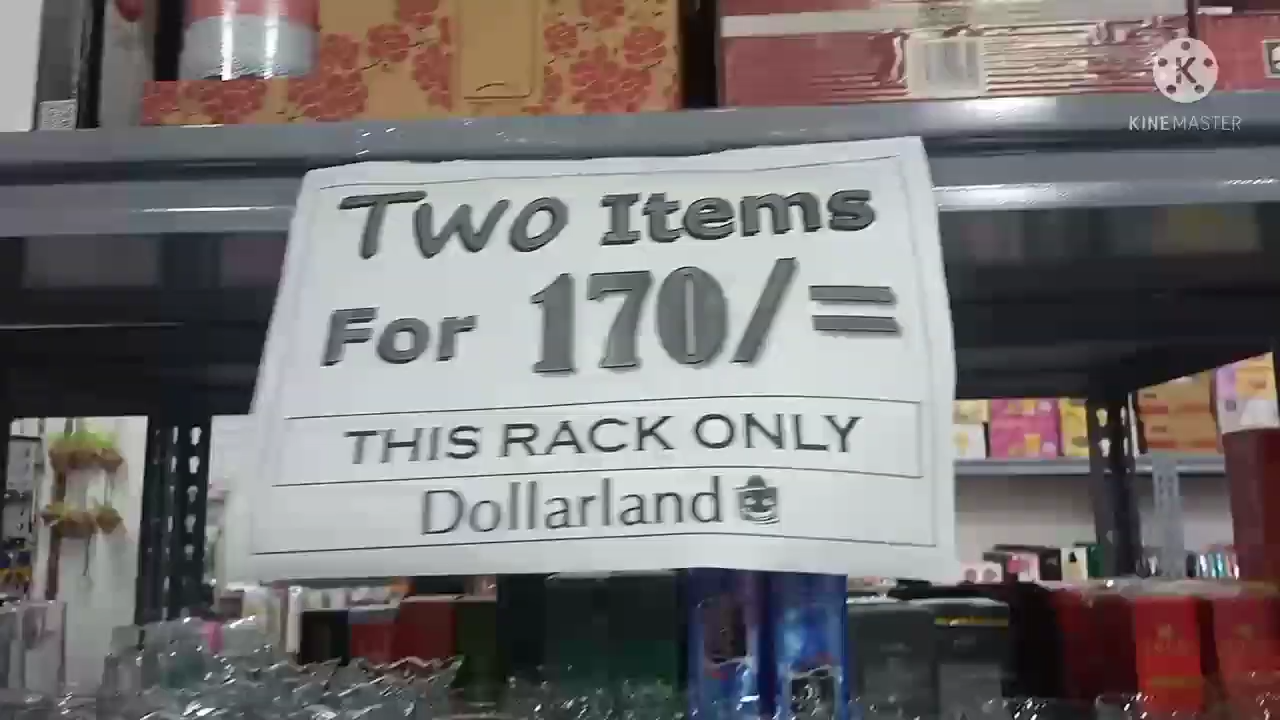 Two Items
For 170/=
THIS RACK ONLY
Dollarland
K
KINEMASTER